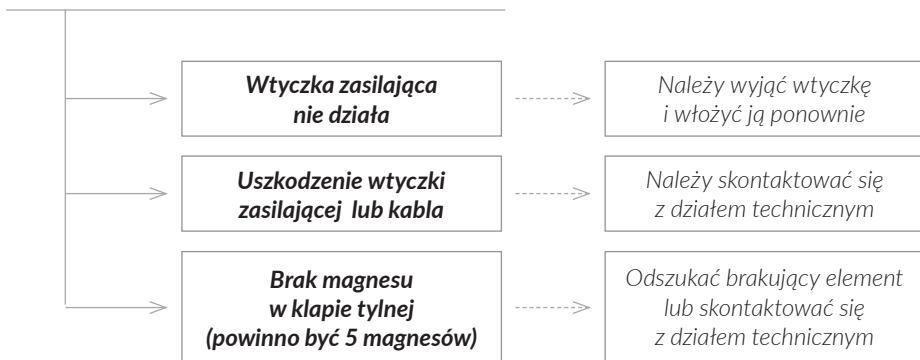 Wtyczka zasilająca
nie działa
Należy wyjąć wtyczkę
i włożyć ją ponownie
Uszkodzenie wtyczki
zasilającej  lub kabla
Należy skontaktować się
z działem technicznym
Brak magnesu
w klapie tylnej
(powinno być 5 magnesów)
Odszukać brakujący element
lub skontaktować się
z działem technicznym